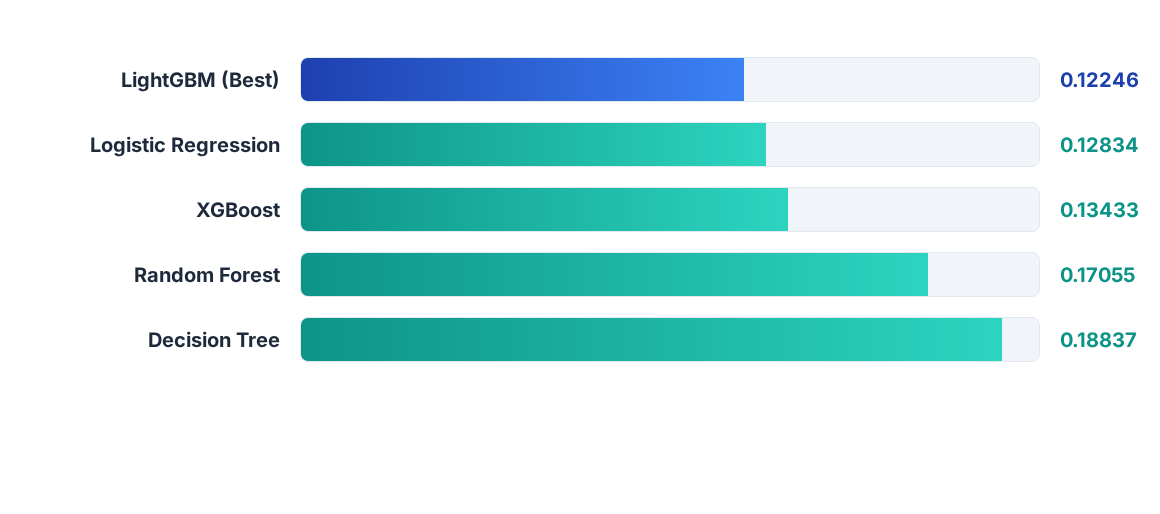 LightGBM (Best) 0.12246
Logistic Regression 0.12834
XGBoost 0.13433
Random Forest 0.17055
Decision Tree 0.18837